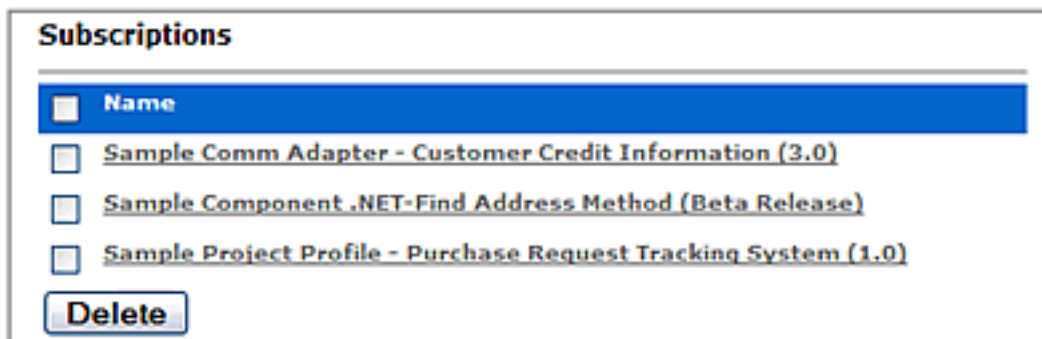 Subscriptions
Name
Sample Comm Adapter - Customer Credit Information (3.0)
Sample Component .NET-Find Address Method (Beta Release)
Sample Project Profile - Purchase Request Tracking System (1.0)
Delete